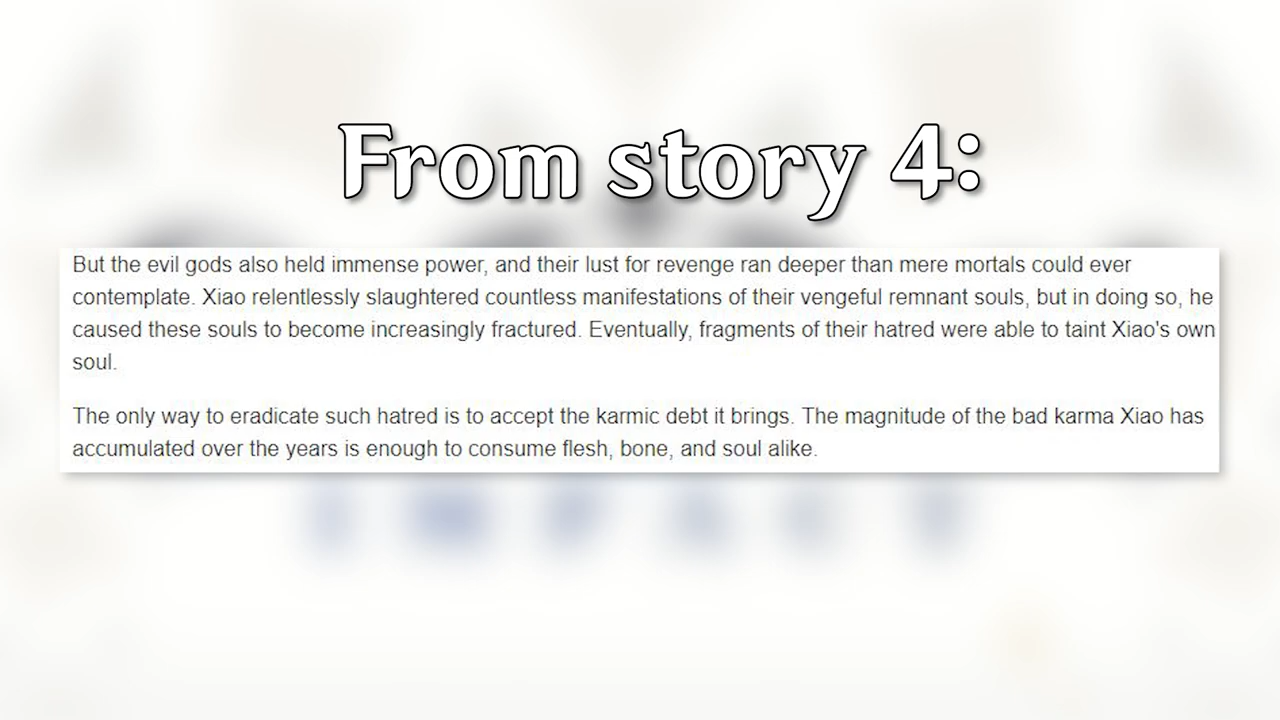 From story 4:
But the evil gods also held immense power, and their lust for revenge ran deeper than mere mortals could ever
contemplate. Xiao relentlessly slaughtered countless manifestations of their vengeful remnant souls, but in doing so, he
caused these souls to become increasingly fractured. Eventually, fragments of their hatred were able to taint Xiao's own
soul.
The only way to eradicate such hatred is to accept the karmic debt it brings. The magnitude of the bad karma Xiao has
accumulated over the years is enough to consume flesh, bone, and soul alike.
IMPACT